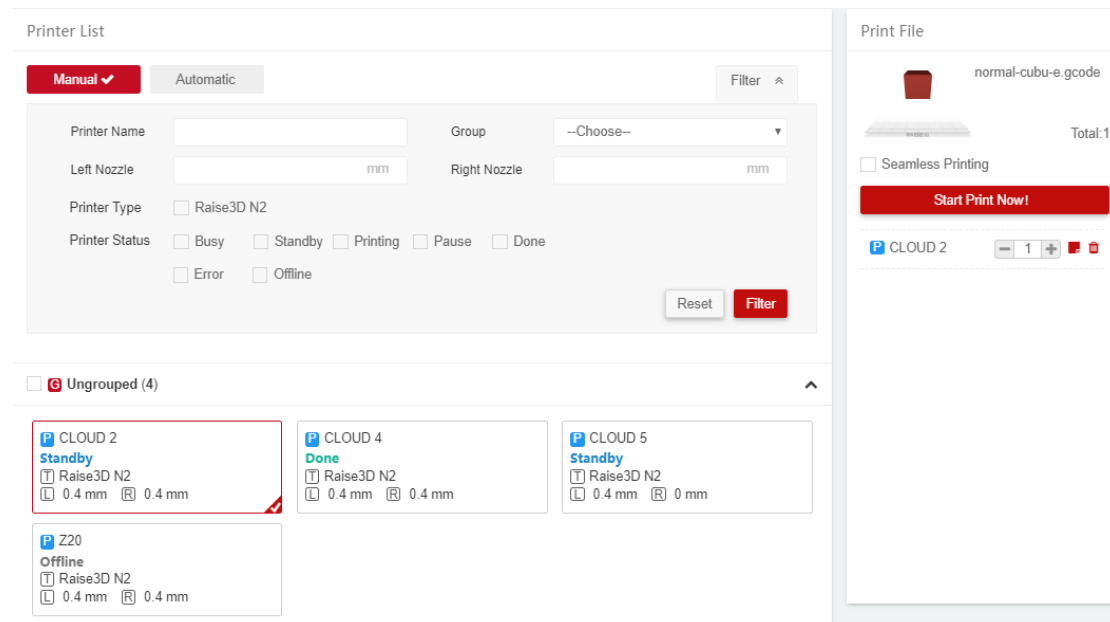 Printer List
Manual
Automatic
Filter
Printer Name
Group
--Choose--
Left Nozzle
mm
Right Nozzle
mm
Printer Type
Raise3D N2
Printer Status
Busy
Standby
Printing
Pause
Done
Error
Offline
Reset
Filter
G Ungrouped (4)
P CLOUD 2
Standby
T Raise3D N2
L 0.4 mm R 0.4 mm
P CLOUD 4
Done
T Raise3D N2
L 0.4 mm R 0.4 mm
P CLOUD 5
Standby
T Raise3D N2
L 0.4 mm R 0 mm
P Z20
Offline
T Raise3D N2
L 0.4 mm R 0.4 mm
Print File
normal-cubu-e.gcode
RAISE3D
Total:1
Seamless Printing
Start Print Now!
P CLOUD 2
1